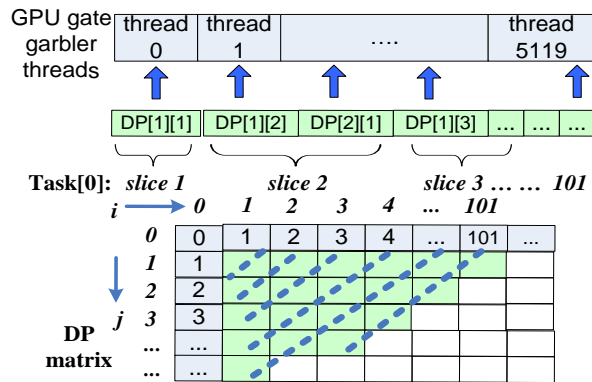 GPU gate garbler threads
thread 0 thread 1 .... thread 5119
DP[1][1] DP[1][2] DP[2][1] DP[1][3] ... ... ...
Task[0]: slice 1 slice 2 slice 3 ... ... 101
i 0 1 2 3 4 ... 101
0 0 1 2 3 4 ... 101 ...
1 1
2 2
j 3 3
DP matrix
... ...
... ...